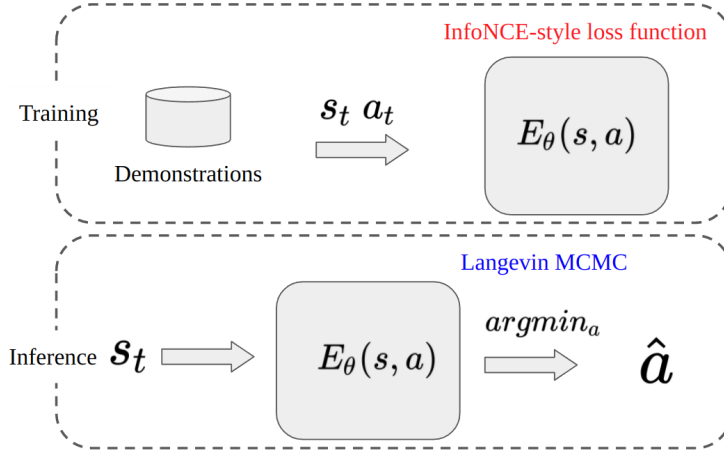 InfoNCE-style loss function
Training
Demonstrations
s_t a_t
E_θ(s, a)
Langevin MCMC
Inference
s_t
E_θ(s, a)
argmin_a
â